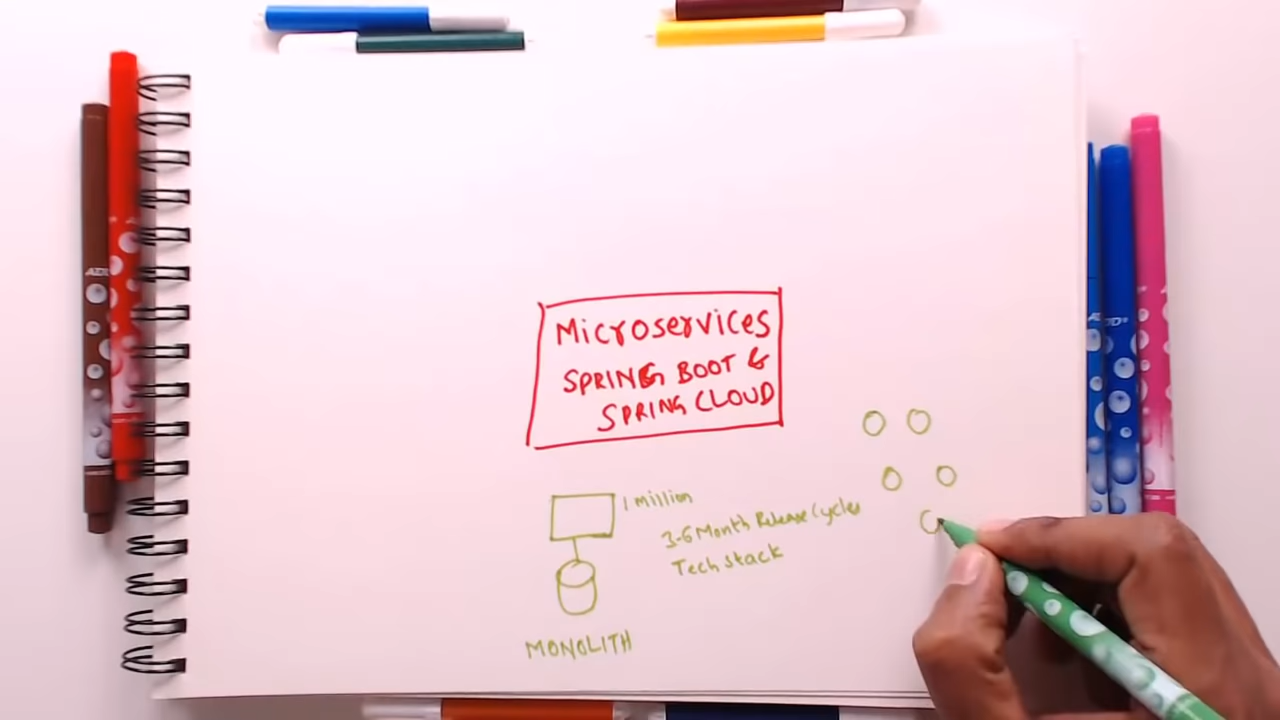 Microservices
SPRING BOOT &
SPRING CLOUD
1 million
3-6 Month Release Cycles
Tech stack
MONOLITH